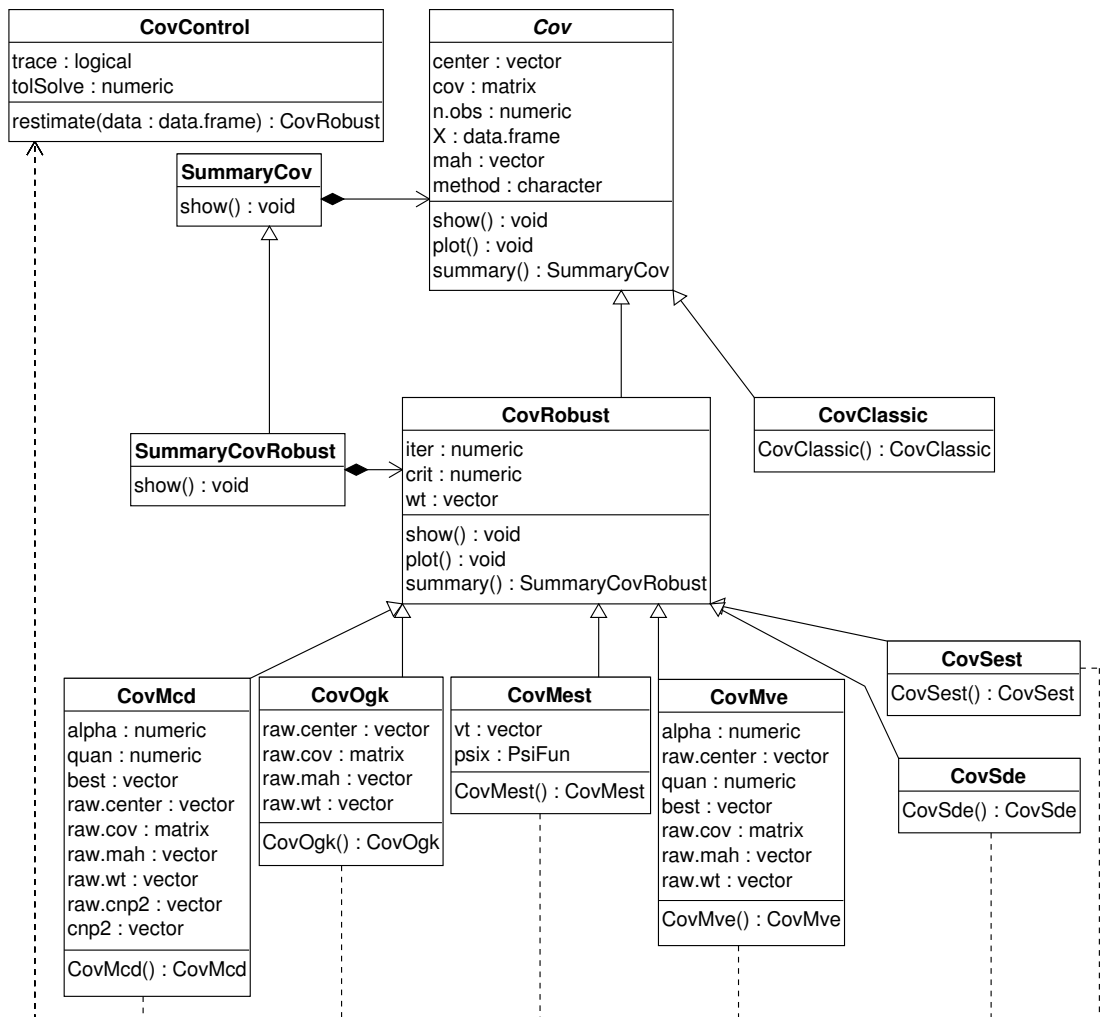 CovControl
trace : logical
tolSolve : numeric
restimate(data : data.frame) : CovRobust
Cov
center : vector
cov : matrix
n.obs : numeric
X : data.frame
mah : vector
method : character
show() : void
plot() : void
summary() : SummaryCov
SummaryCov
show() : void
CovRobust
iter : numeric
crit : numeric
wt : vector
show() : void
plot() : void
summary() : SummaryCovRobust
CovClassic
CovClassic() : CovClassic
SummaryCovRobust
show() : void
CovMcd
alpha : numeric
quan : numeric
best : vector
raw.center : vector
raw.cov : matrix
raw.mah : vector
raw.wt : vector
raw.cnp2 : vector
cnp2 : vector
CovMcd() : CovMcd
CovOgk
raw.center : vector
raw.cov : matrix
raw.mah : vector
raw.wt : vector
CovOgk() : CovOgk
CovMest
vt : vector
psix : PsiFun
CovMest() : CovMest
CovMve
alpha : numeric
raw.center : vector
quan : numeric
best : vector
raw.cov : matrix
raw.mah : vector
raw.wt : vector
CovMve() : CovMve
CovSest
CovSest() : CovSest
CovSde
CovSde() : CovSde